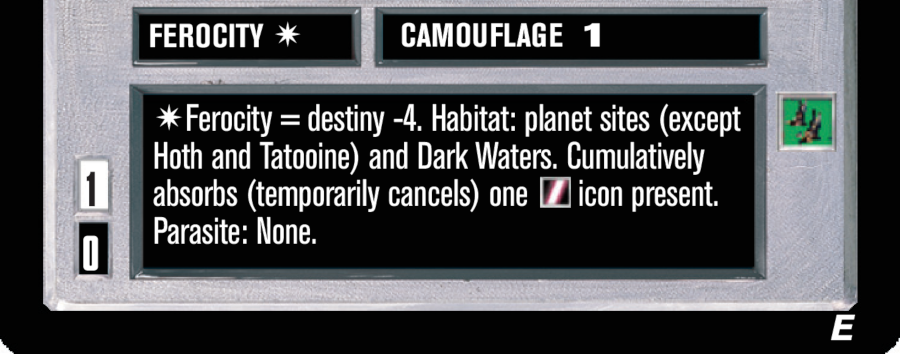 FEROCITY ✷ CAMOUFLAGE 1
✷ Ferocity = destiny -4. Habitat: planet sites (except
Hoth and Tatooine) and Dark Waters. Cumulatively
absorbs (temporarily cancels) one icon present.
Parasite: None.
1
0
E